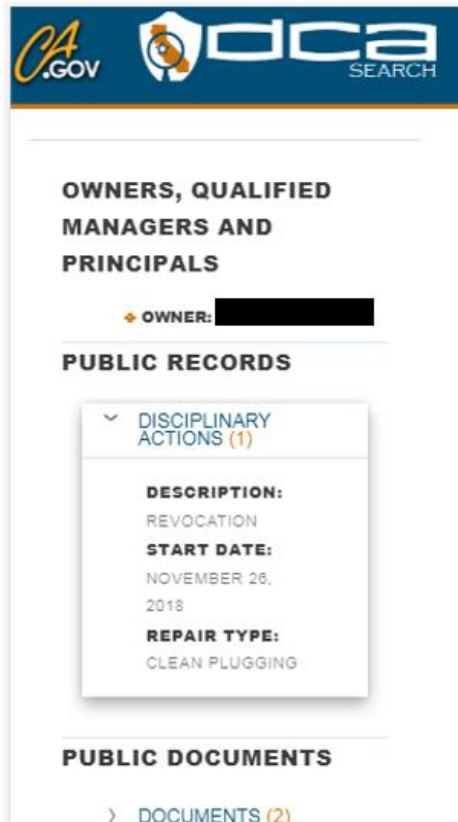 CA
.GOV
dca
SEARCH
OWNERS, QUALIFIED
MANAGERS AND
PRINCIPALS
OWNER:
PUBLIC RECORDS
DISCIPLINARY
ACTIONS (1)
DESCRIPTION:
REVOCATION
START DATE:
NOVEMBER 26,
2018
REPAIR TYPE:
CLEAN PLUGGING
PUBLIC DOCUMENTS
DOCUMENTS (2)